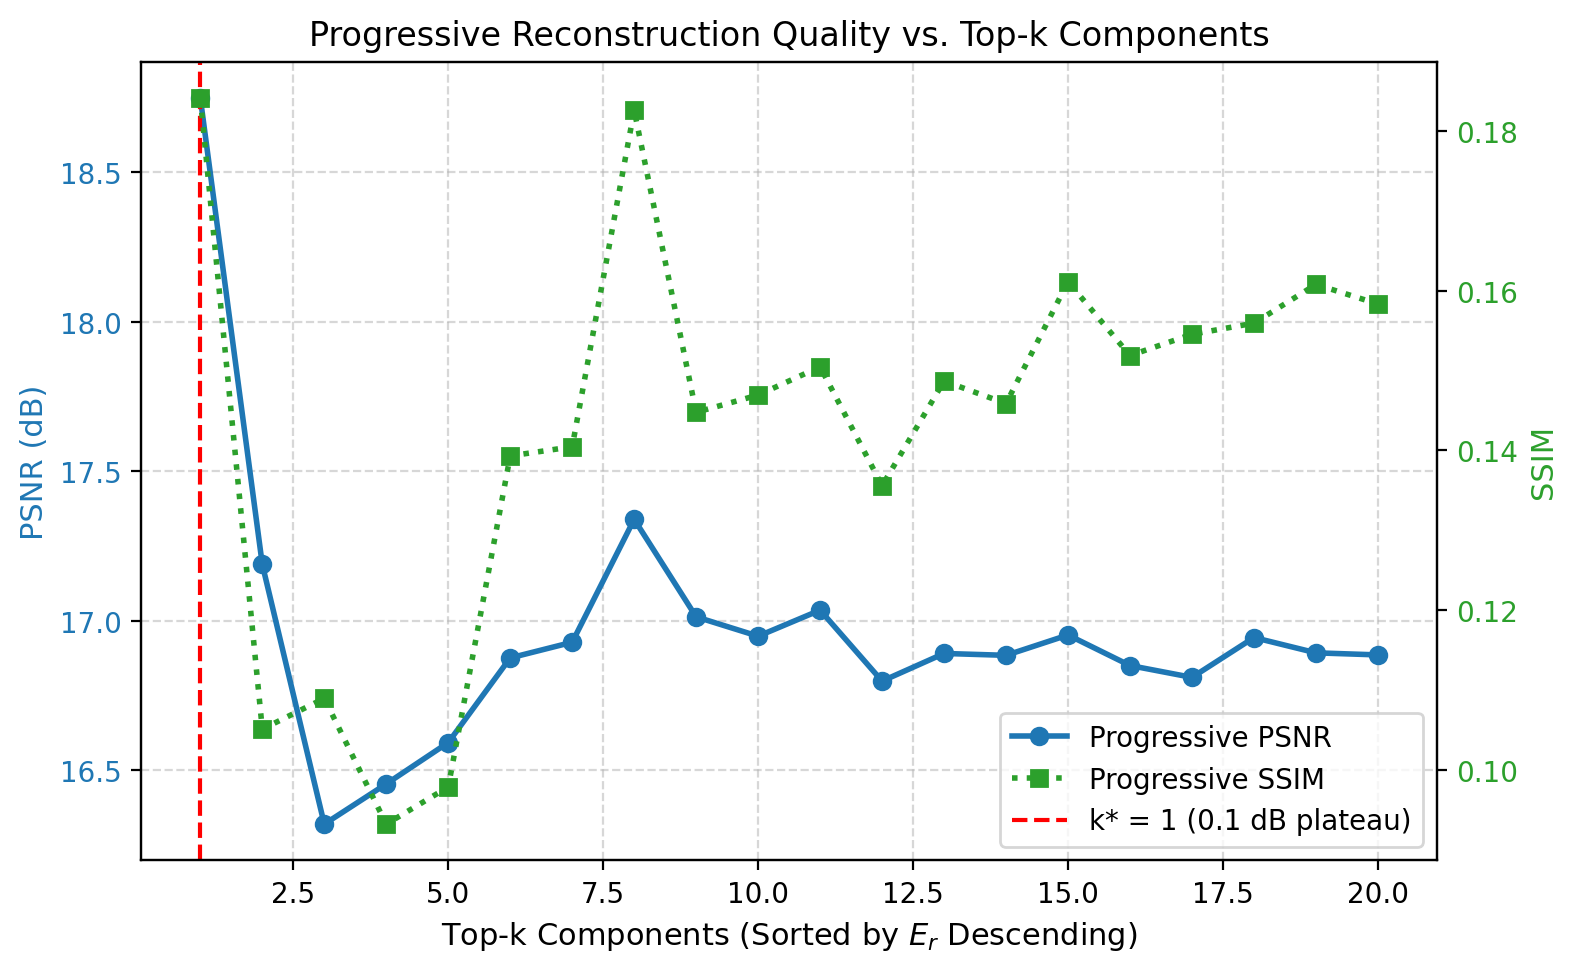 Progressive Reconstruction Quality vs. Top-k Components
PSNR (dB)
18.5
18.0
17.5
17.0
16.5
0.18
0.16
0.14
0.12
0.10
SSIM
Progressive PSNR
Progressive SSIM
k* = 1 (0.1 dB plateau)
2.5 5.0 7.5 10.0 12.5 15.0 17.5 20.0
Top-k Components (Sorted by E_r Descending)